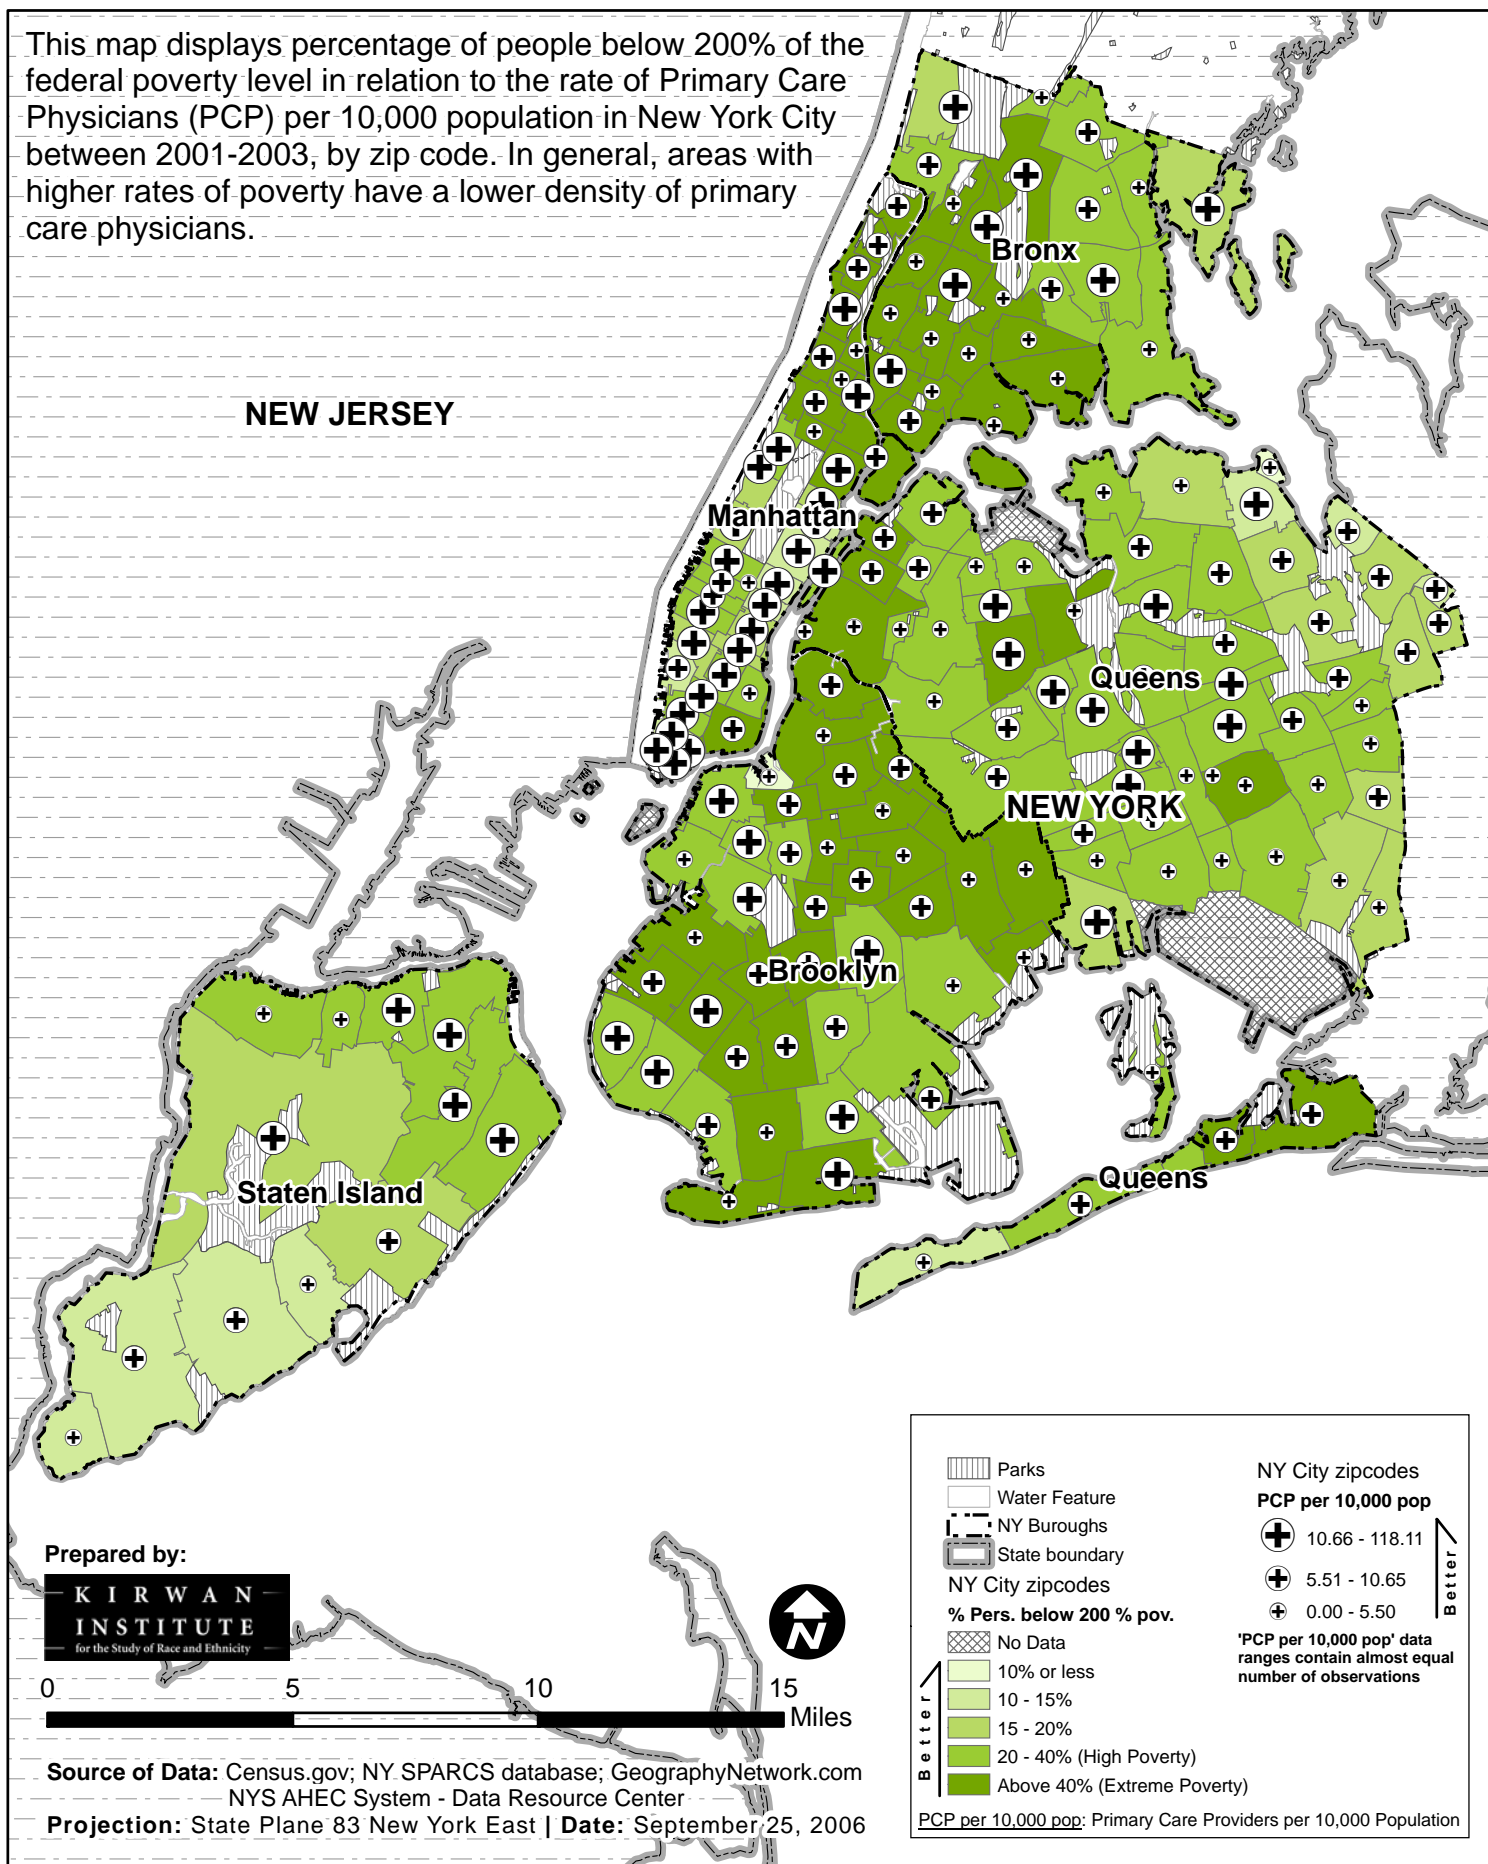 This map displays percentage of people below 200% of the
federal poverty level in relation to the rate of Primary Care
Physicians (PCP) per 10,000 population in New York City
between 2001-2003, by zip code. In general, areas with
higher rates of poverty have a lower density of primary
care physicians.
Bronx
NEW JERSEY
Manhattan
Queens
NEW YORK
Brooklyn
Queens
Staten Island
Prepared by:
KIRWAN
INSTITUTE
for the Study of Race and Ethnicity
N
0 5 10 15
Miles
Source of Data: Census.gov; NY SPARCS database; GeographyNetwork.com
NYS AHEC System - Data Resource Center
Projection: State Plane 83 New York East | Date: September 25, 2006
Parks
Water Feature
NY Buroughs
State boundary
NY City zipcodes
% Pers. below 200 % pov.
No Data
10% or less
10 - 15%
15 - 20%
20 - 40% (High Poverty)
Above 40% (Extreme Poverty)
Better
NY City zipcodes
PCP per 10,000 pop
10.66 - 118.11
5.51 - 10.65
0.00 - 5.50
Better
'PCP per 10,000 pop' data
ranges contain almost equal
number of observations
PCP per 10,000 pop: Primary Care Providers per 10,000 Population